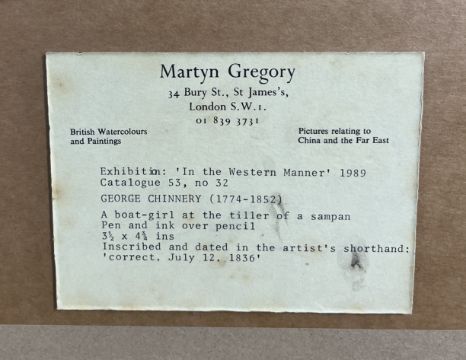 Martyn Gregory
34 Bury St., St James's,
London S.W.1.
01 839 3731
British Watercolours
and Paintings
Pictures relating to
China and the Far East
Exhibition: 'In the Western Manner' 1989
Catalogue 53, no 32
GEORGE CHINNERY (1774-1852)
A boat-girl at the tiller of a sampan
Pen and ink over pencil
3½ x 4⅜ ins
Inscribed and dated in the artist's shorthand:
'correct. July 12. 1836'